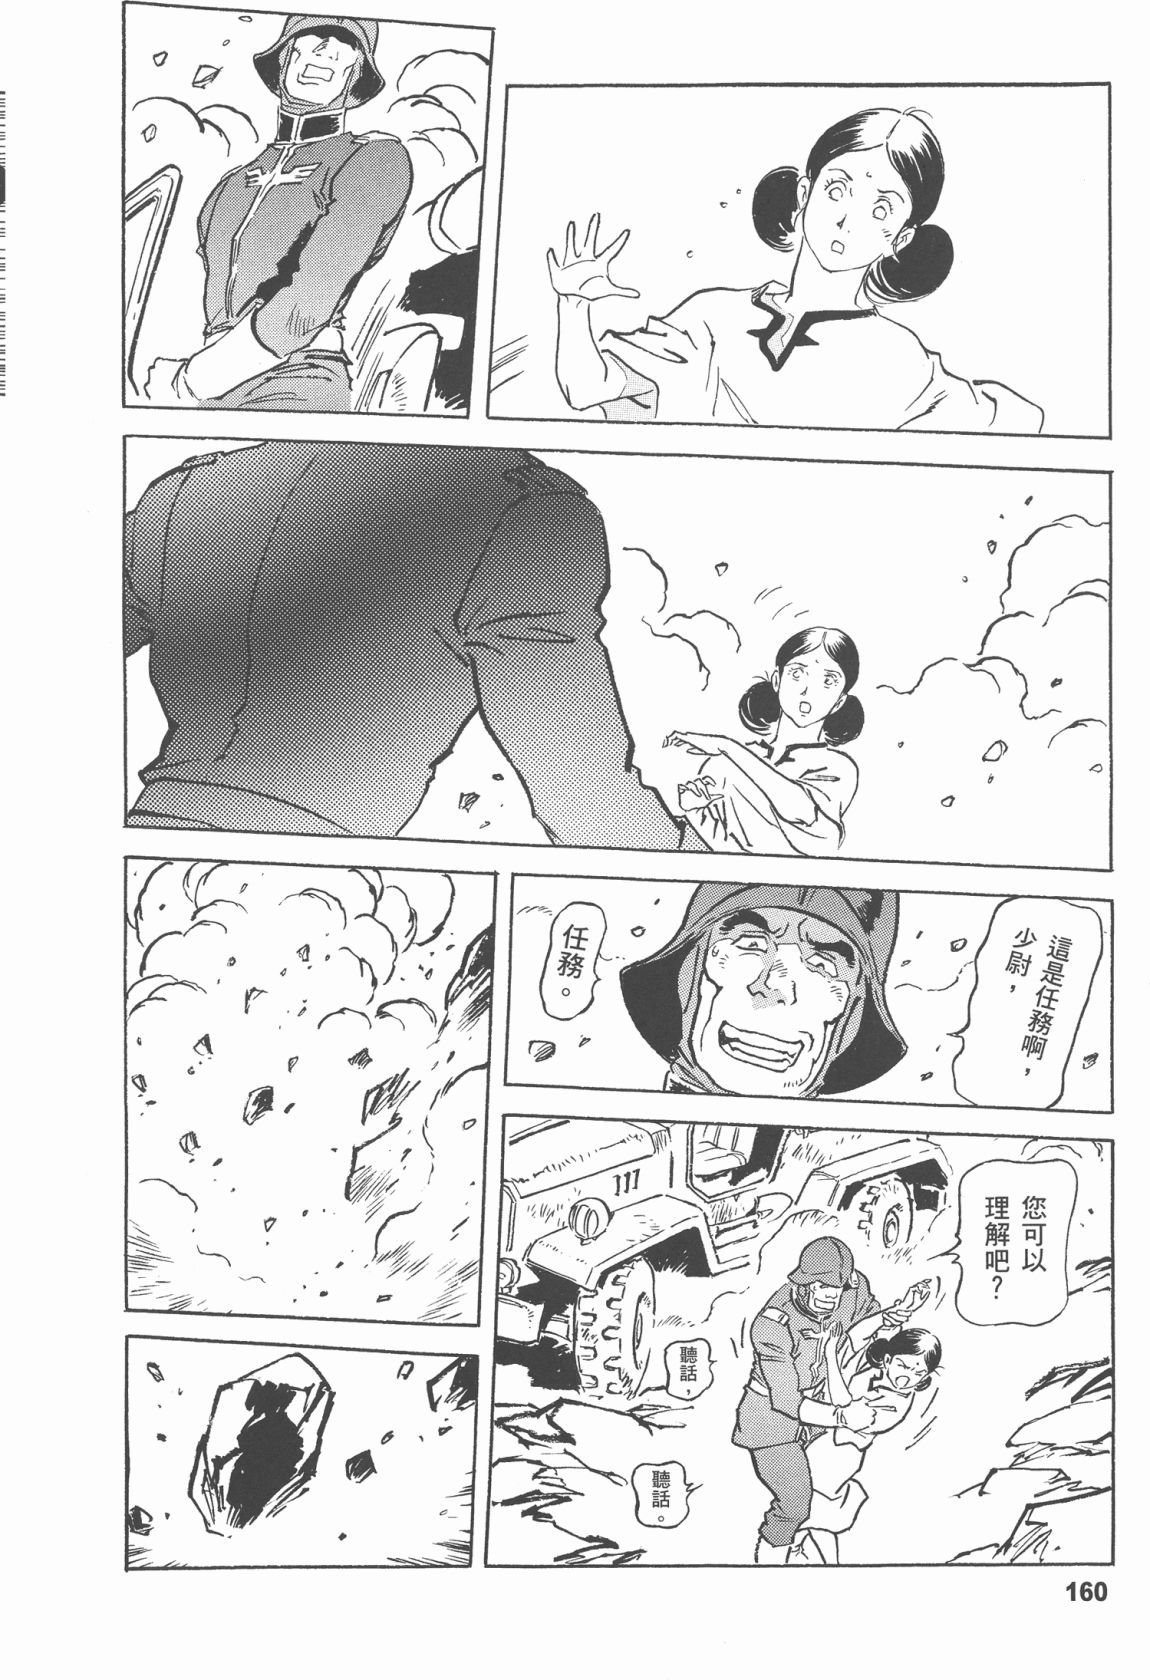 這是任務啊，
少尉，
任務。
您可以
理解吧？
聽話，
聽話。
111
160